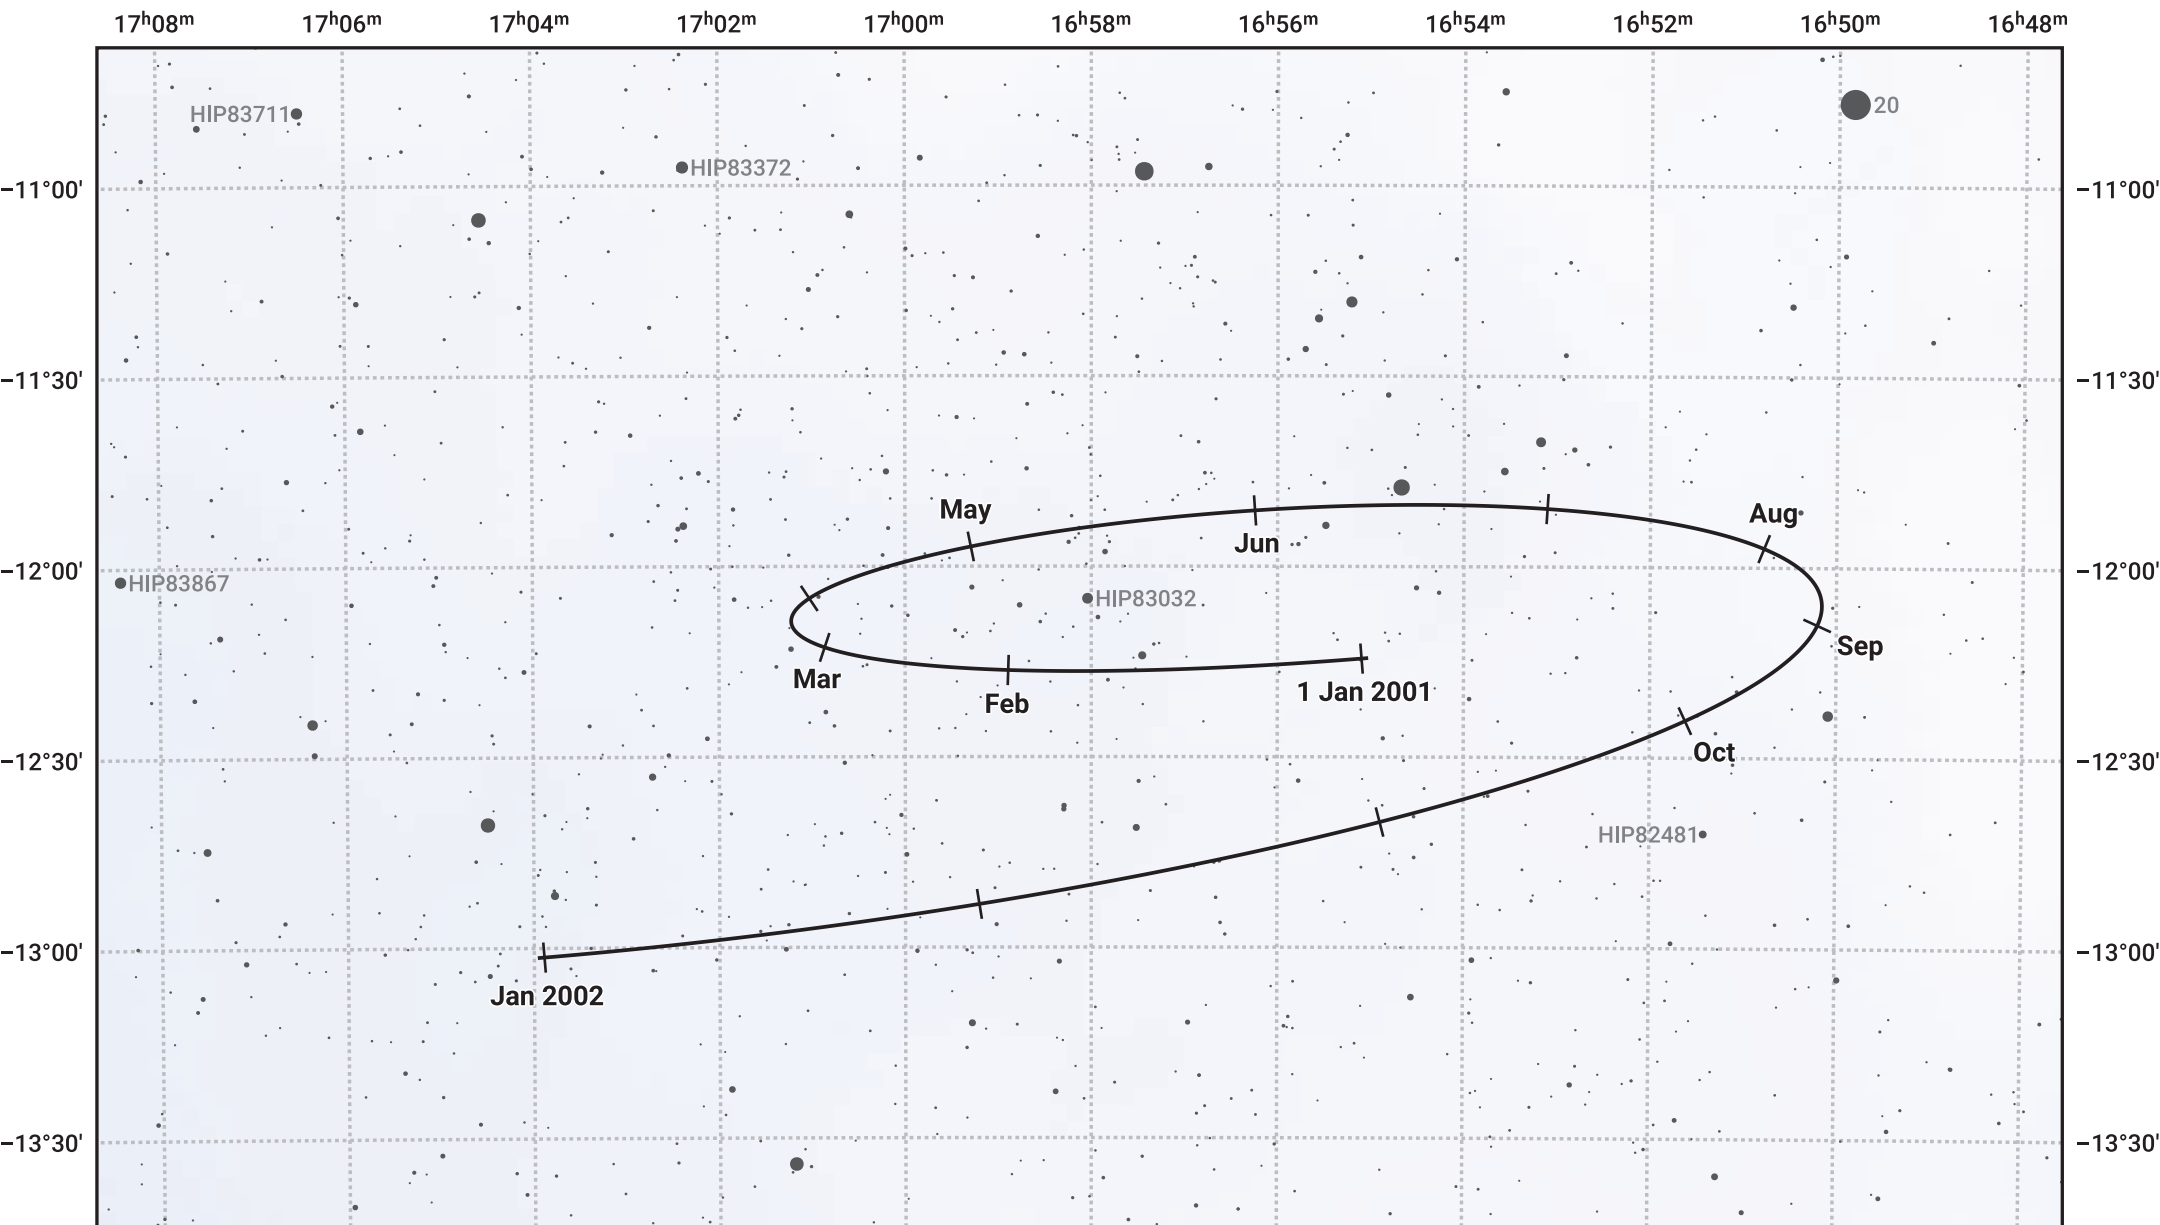 17ʰ08ᵐ 17ʰ06ᵐ 17ʰ04ᵐ 17ʰ02ᵐ 17ʰ00ᵐ 16ʰ58ᵐ 16ʰ56ᵐ 16ʰ54ᵐ 16ʰ52ᵐ 16ʰ50ᵐ 16ʰ48ᵐ
HIP83711
20
HIP83372
−11°00' −11°00'
−11°30' −11°30'
May
Aug
Jun
−12°00' −12°00'
HIP83867
HIP83032
Sep
Mar
1 Jan 2001
Feb
Oct
−12°30' −12°30'
HIP82481
−13°00' −13°00'
Jan 2002
−13°30' −13°30'